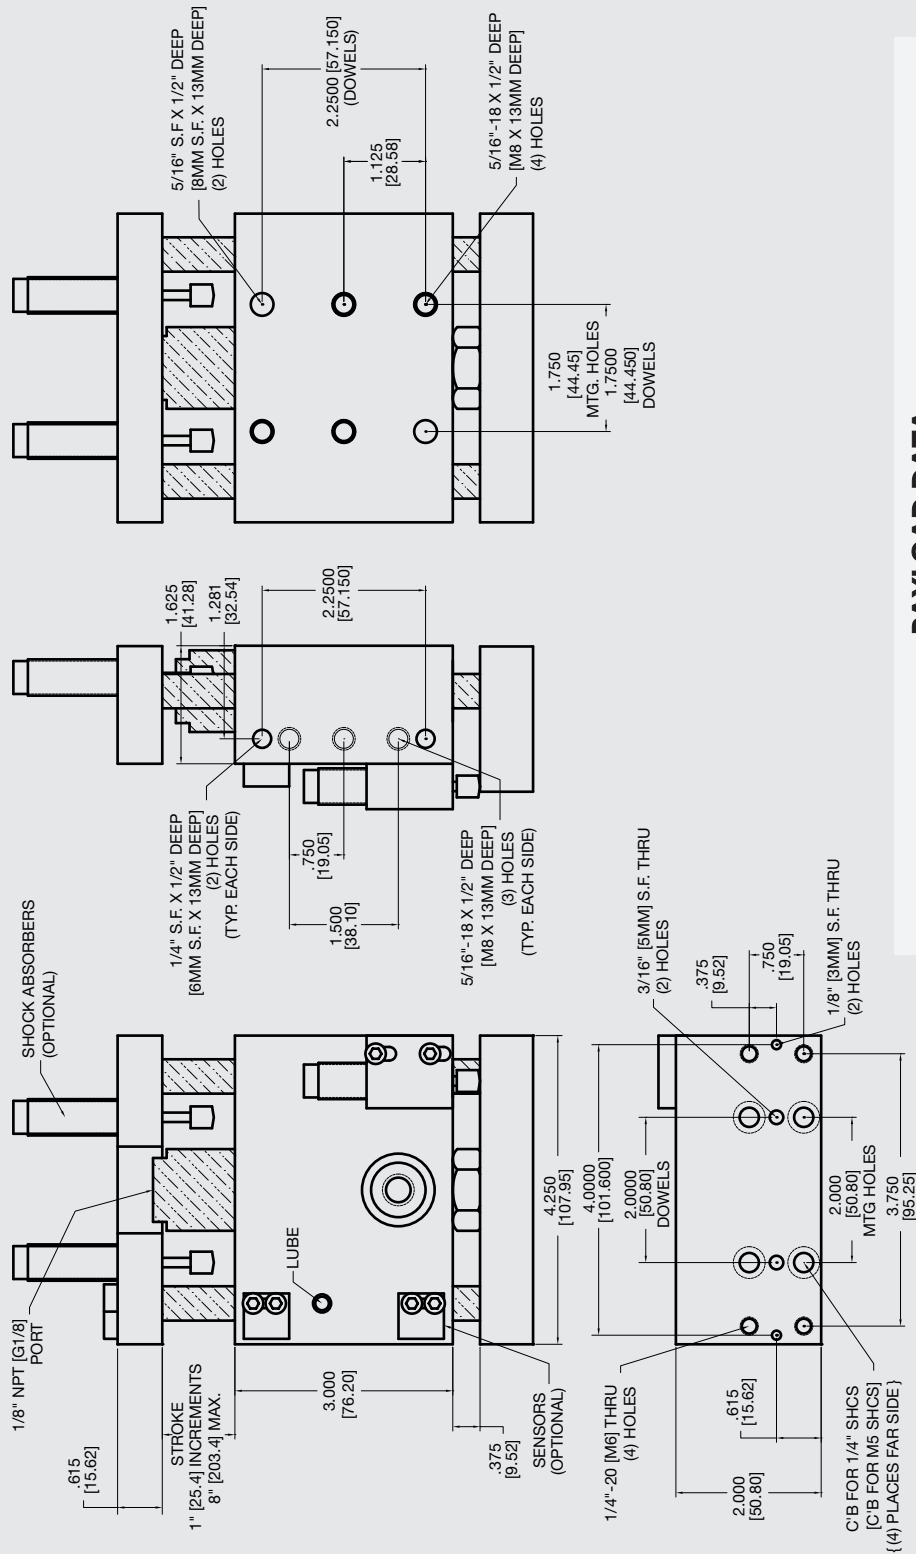 5/16" S.F X 1/2" DEEP
[8MM S.F. X 13MM DEEP]
(2) HOLES
2.2500 [57.150]
(DOWELS)
1.125
[28.58]
5/16"-18 X 1/2" DEEP
[M8 X 13MM DEEP]
(4) HOLES
1.750
[44.45]
MTG. HOLES
1.7500
[44.450]
DOWELS
1.625
[41.28]
1.281
[32.54]
2.2500
[57.150]
1/4" S.F. X 1/2" DEEP
[6MM S.F. X 13MM DEEP]
(2) HOLES
(TYP. EACH SIDE)
.750
[19.05]
1.500
[38.10]
5/16"-18 X 1/2" DEEP
[M8 X 13MM DEEP]
(3) HOLES
(TYP. EACH SIDE)
SHOCK ABSORBERS
(OPTIONAL)
1/8" NPT [G1/8]
PORT
LUBE
.615
[15.62]
STROKE
1" [25.4] INCREMENTS
8" [203.4] MAX.
3.000
[76.20]
.375
[9.52]
SENSORS
(OPTIONAL)
4.250
[107.95]
4.0000
[101.600]
2.0000
[50.80]
DOWELS
3/16" [5MM] S.F. THRU
(2) HOLES
.375
[9.52]
.750
[19.05]
1/8" [3MM] S.F. THRU
(2) HOLES
1/4"-20 [M6] THRU
(4) HOLES
.615
[15.62]
2.000
[50.80]
2.000
[50.80]
MTG HOLES
3.750
[95.25]
C'B FOR 1/4" SHCS
[C'B FOR M5 SHCS]
{(4) PLACES FAR SIDE}
PAYLOAD DATA